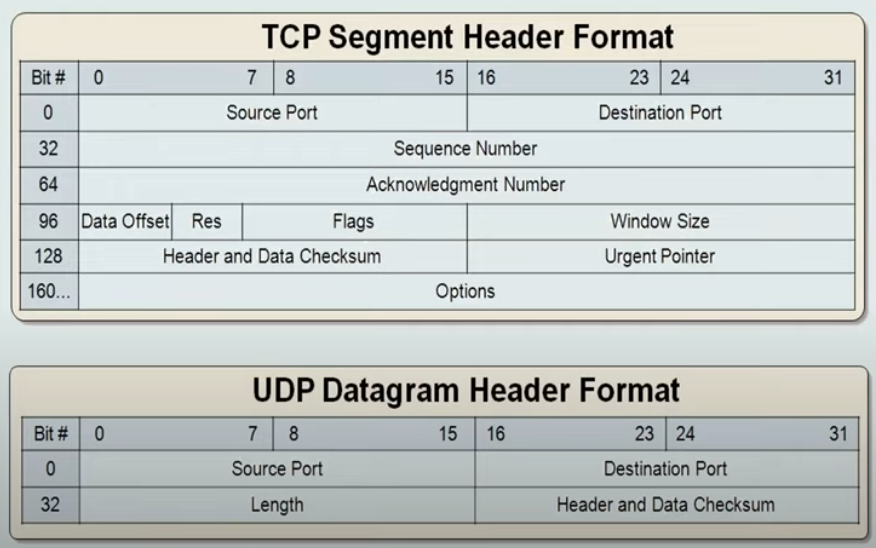 TCP Segment Header Format
Bit # 0 7 8 15 16 23 24 31
0 Source Port Destination Port
32 Sequence Number
64 Acknowledgment Number
96 Data Offset Res Flags Window Size
128 Header and Data Checksum Urgent Pointer
160... Options
UDP Datagram Header Format
Bit # 0 7 8 15 16 23 24 31
0 Source Port Destination Port
32 Length Header and Data Checksum